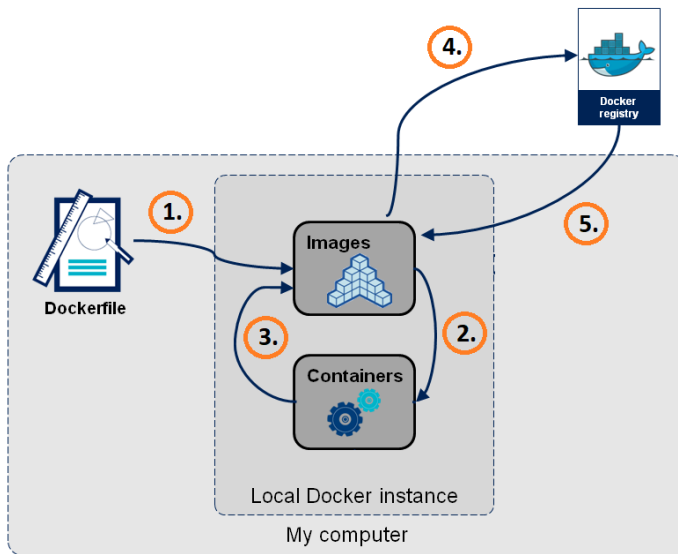 4.
Docker
registry
1.
5.
Images
Dockerfile
3.
2.
Containers
Local Docker instance
My computer